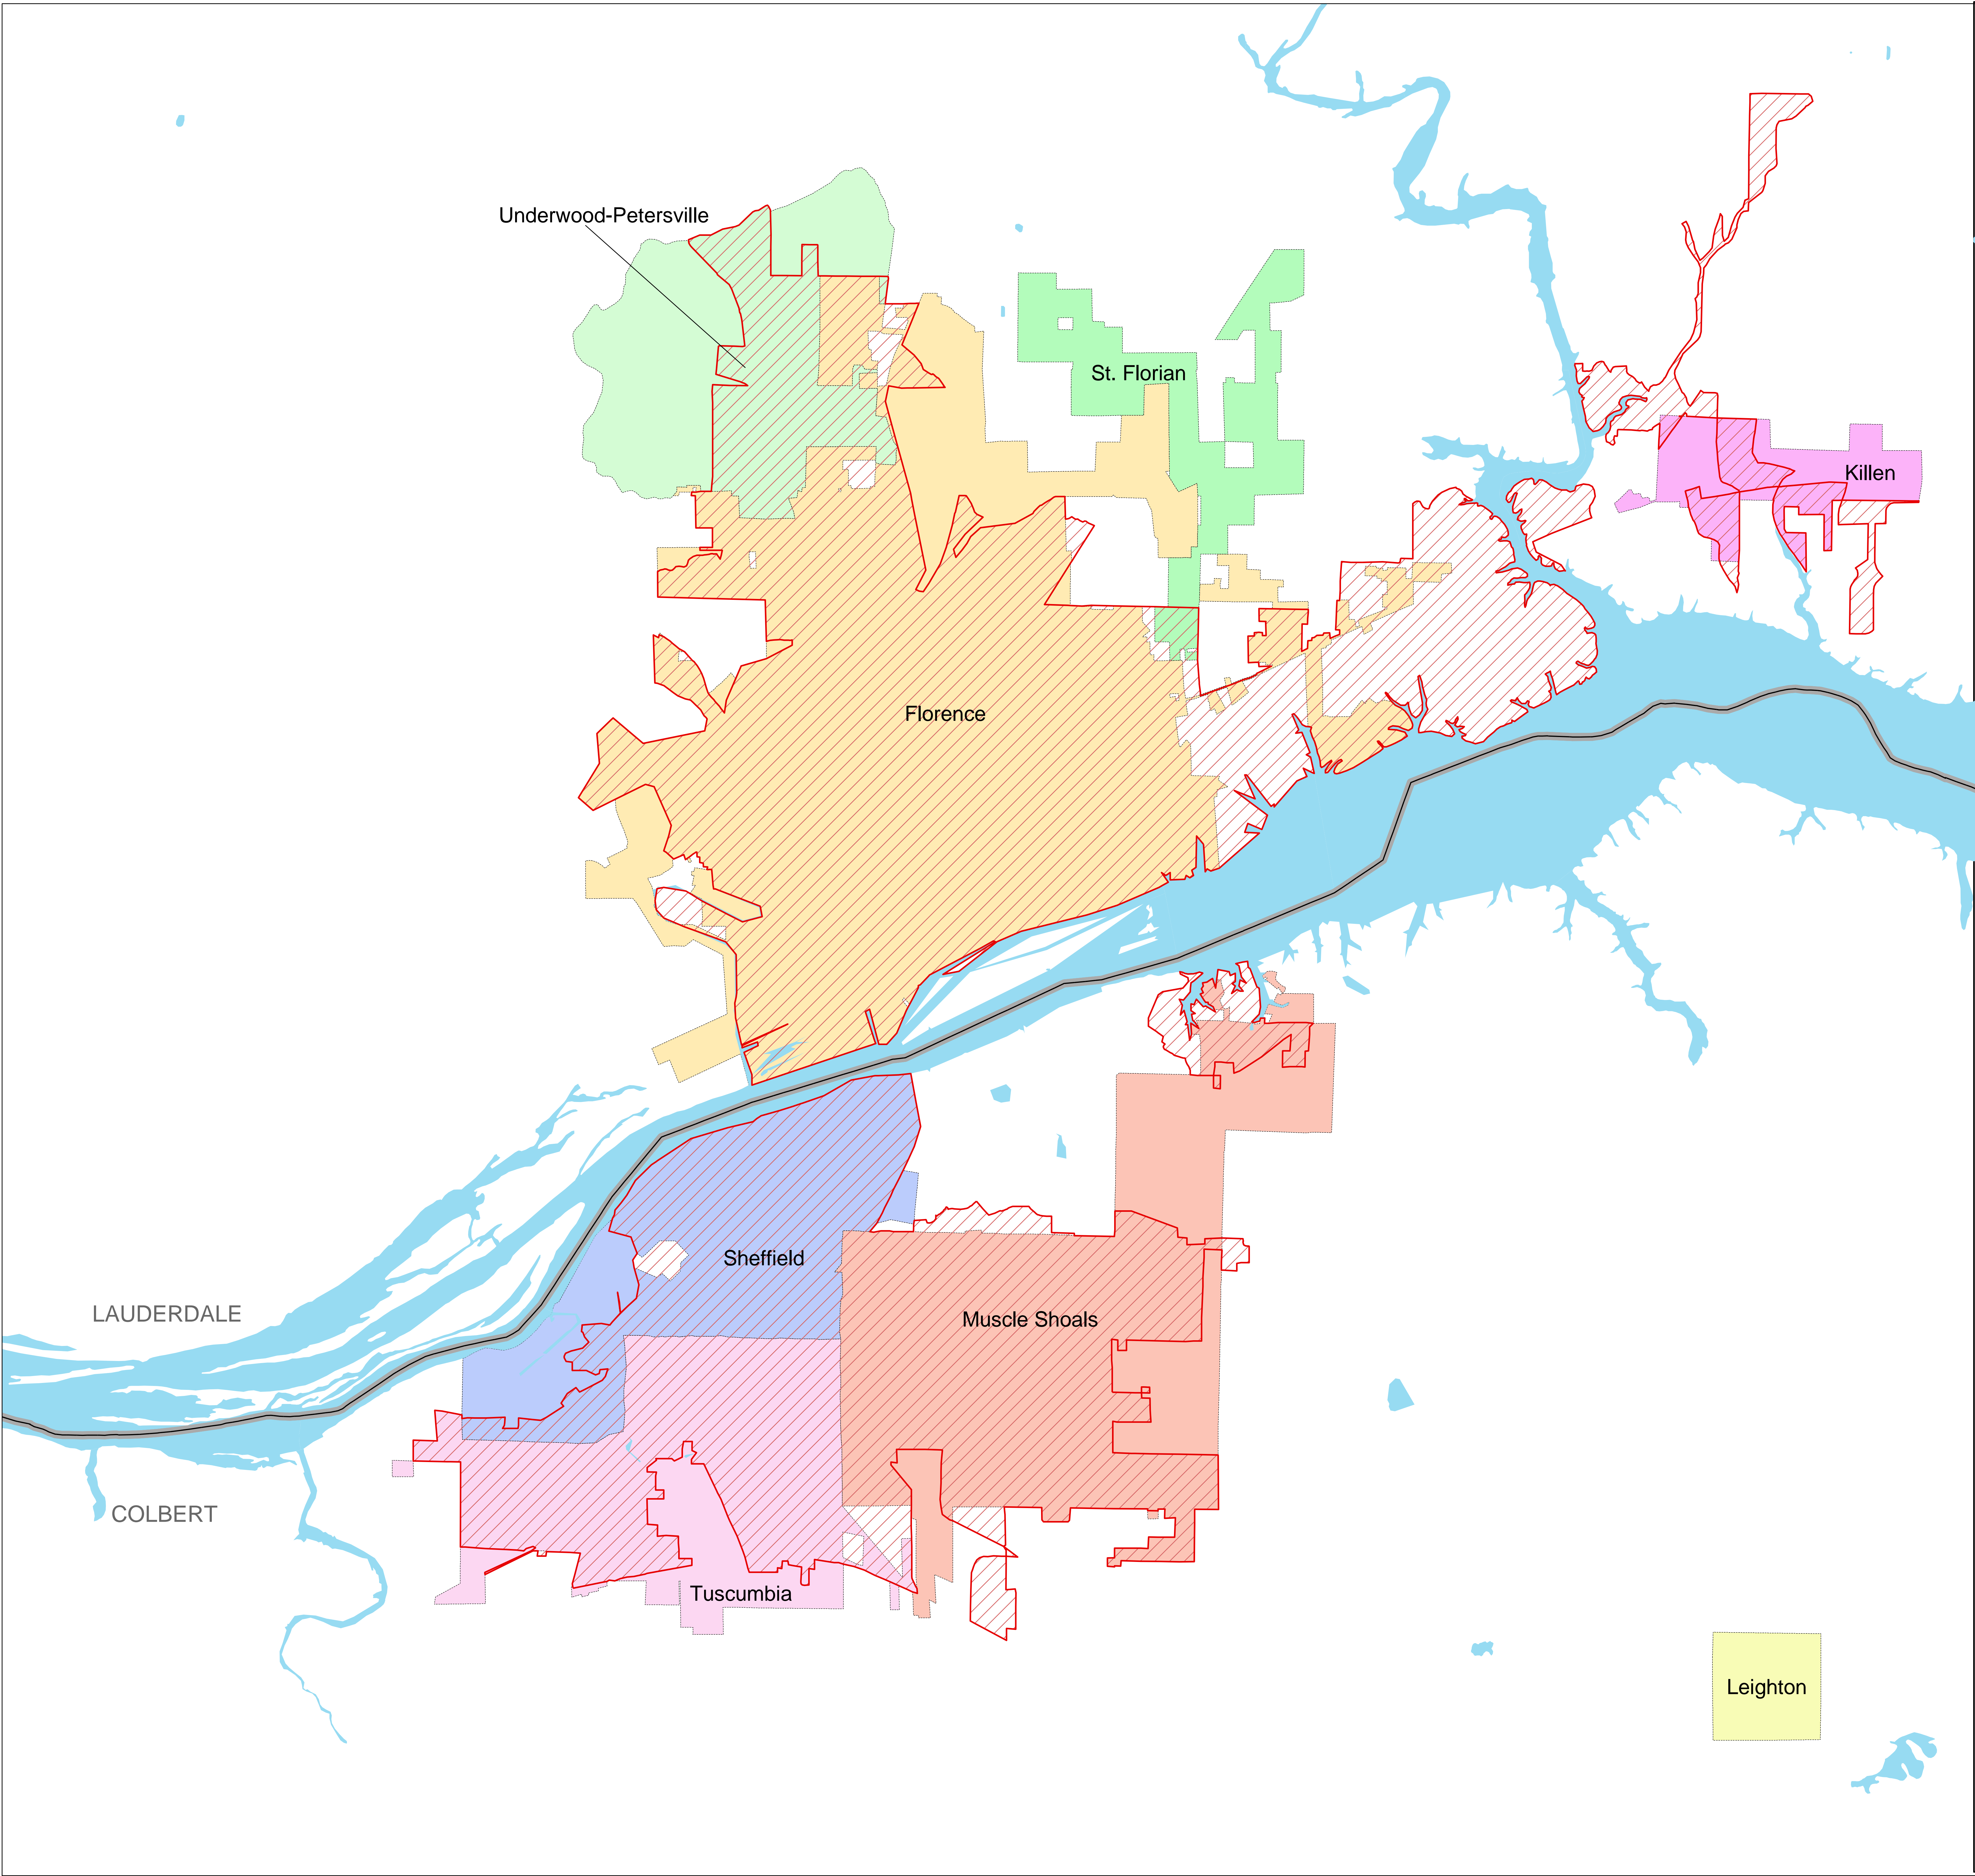 Underwood-Petersville
St. Florian
Killen
Florence
Sheffield
LAUDERDALE
Muscle Shoals
COLBERT
Tuscumbia
Leighton